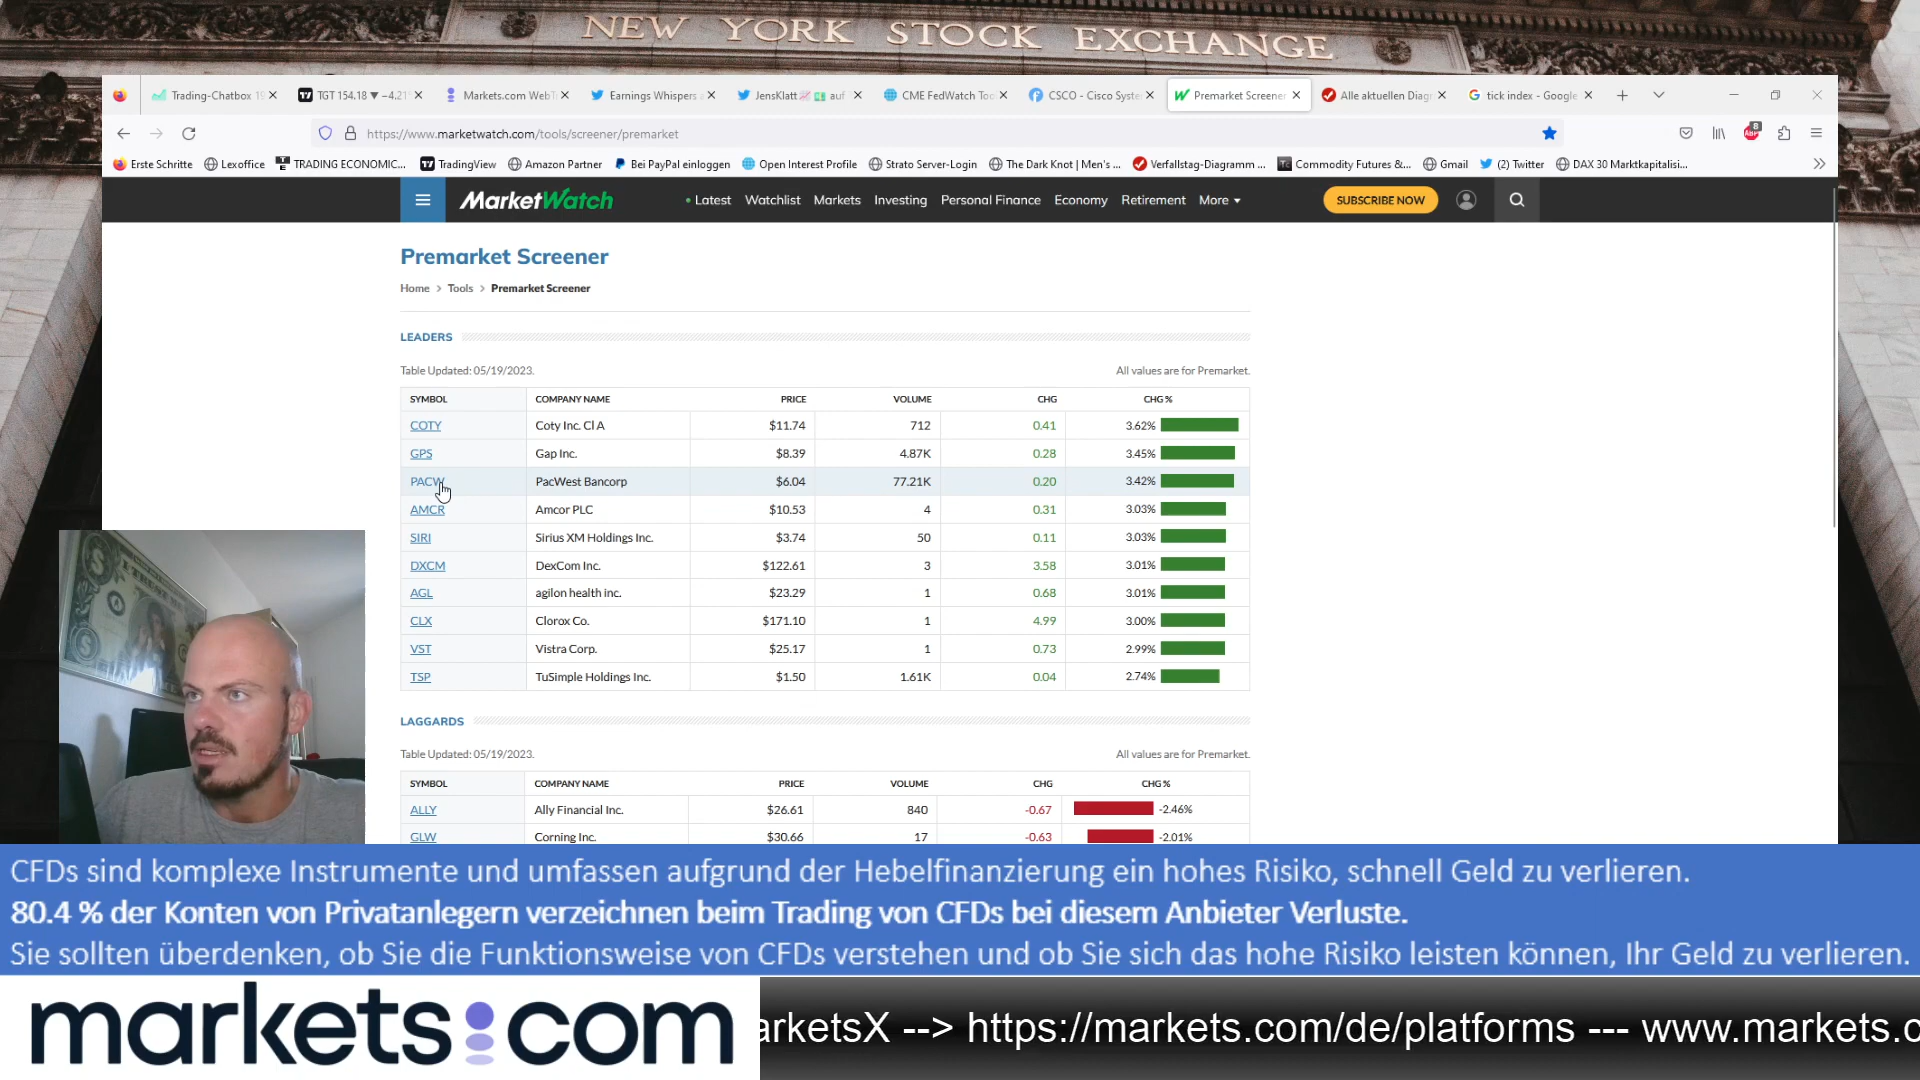 NEW YORK STOCK EXCHANGE
Trading-Chatbox 19
TGT 154.18 ▼ −4.21%
Markets.com WebT
Earnings Whispers
JensKlatt auf
CME FedWatch Too
CSCO - Cisco Syste
Premarket Screener
Alle aktuellen Diag
tick index - Google
https://www.marketwatch.com/tools/screener/premarket
8
ABP
Erste Schritte
Lexoffice
TRADING ECONOMIC...
TradingView
Amazon Partner
Bei PayPal einloggen
Open Interest Profile
Strato Server-Login
The Dark Knot | Men's ...
Verfallstag-Diagramm ...
Commodity Futures &...
Gmail
(2) Twitter
DAX 30 Marktkapitalisi...
MarketWatch
• Latest Watchlist Markets Investing Personal Finance Economy Retirement More
SUBSCRIBE NOW
Premarket Screener
Home > Tools > Premarket Screener
LEADERS
Table Updated: 05/19/2023. All values are for Premarket.
SYMBOL COMPANY NAME PRICE VOLUME CHG CHG %
COTY Coty Inc. Cl A $11.74 712 0.41 3.62%
GPS Gap Inc. $8.39 4.87K 0.28 3.45%
PACW PacWest Bancorp $6.04 77.21K 0.20 3.42%
AMCR Amcor PLC $10.53 4 0.31 3.03%
SIRI Sirius XM Holdings Inc. $3.74 50 0.11 3.03%
DXCM DexCom Inc. $122.61 3 3.58 3.01%
AGL agilon health inc. $23.29 1 0.68 3.01%
CLX Clorox Co. $171.10 1 4.99 3.00%
VST Vistra Corp. $25.17 1 0.73 2.99%
TSP TuSimple Holdings Inc. $1.50 1.61K 0.04 2.74%
LAGGARDS
Table Updated: 05/19/2023. All values are for Premarket.
SYMBOL COMPANY NAME PRICE VOLUME CHG CHG %
ALLY Ally Financial Inc. $26.61 840 -0.67 -2.46%
GLW Corning Inc. $30.66 17 -0.63 -2.01%
CFDs sind komplexe Instrumente und umfassen aufgrund der Hebelfinanzierung ein hohes Risiko, schnell Geld zu verlieren.
80.4 % der Konten von Privatanlegern verzeichnen beim Trading von CFDs bei diesem Anbieter Verluste.
Sie sollten überdenken, ob Sie die Funktionsweise von CFDs verstehen und ob Sie sich das hohe Risiko leisten können, Ihr Geld zu verlieren.
markets.com
arketsX --> https://markets.com/de/platforms --- www.markets.c